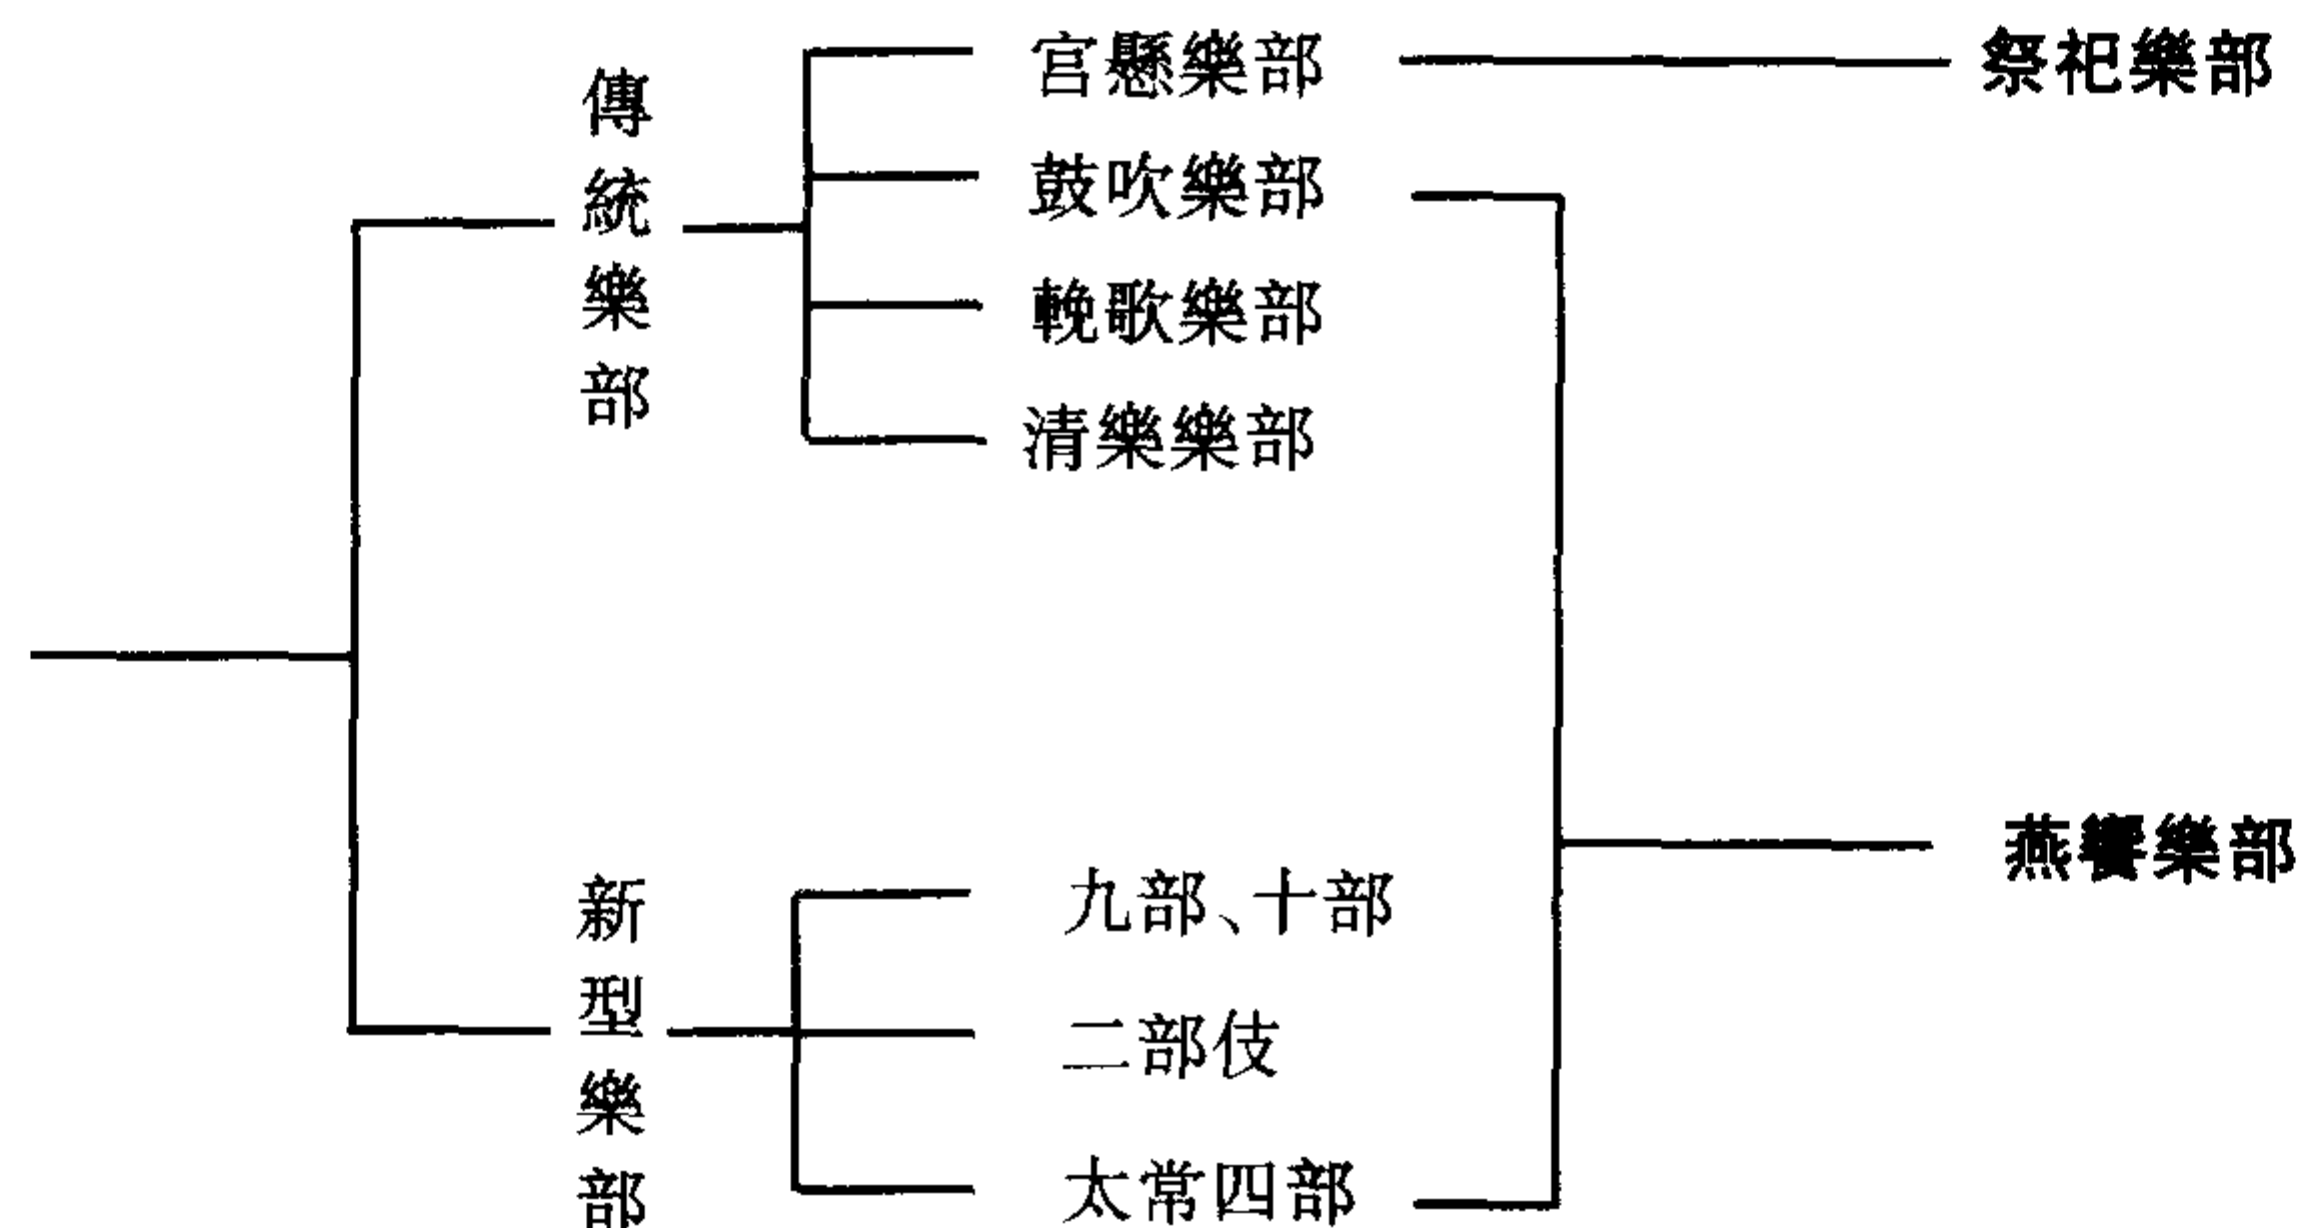 傳統樂部
宫懸樂部
鼓吹樂部
輓歌樂部
清樂樂部
祭祀樂部
新型樂部
九部、十部
二部伎
太常四部
燕饗樂部